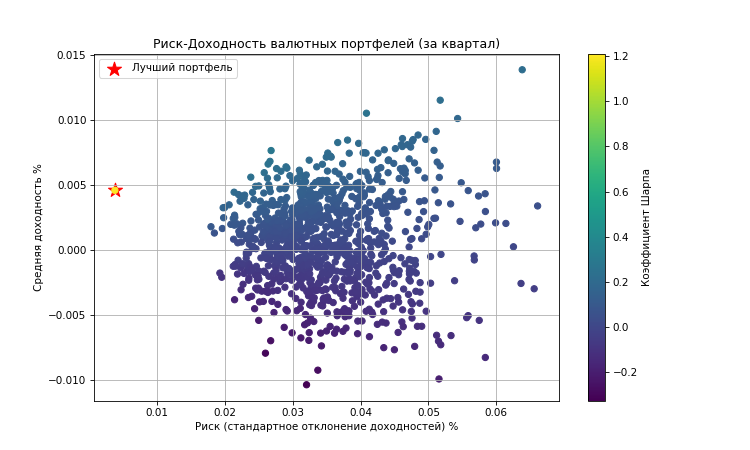 Риск-Доходность валютных портфелей (за квартал)
Лучший портфель
0.015
0.010
0.005
0.000
−0.005
−0.010
Средняя доходность %
0.01 0.02 0.03 0.04 0.05 0.06
Риск (стандартное отклонение доходностей) %
1.2
1.0
0.8
0.6
0.4
0.2
0.0
−0.2
Коэффициент Шарпа